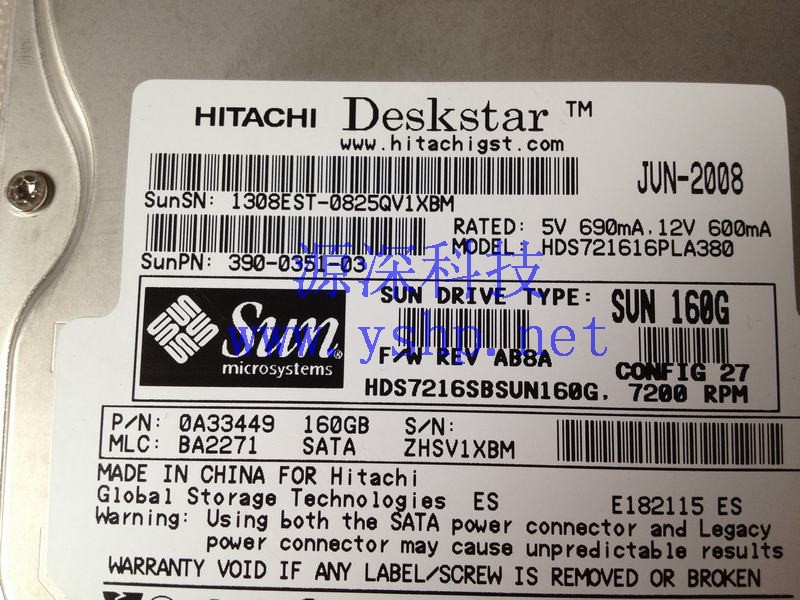 HITACHI Deskstar ™
www.hitachigst.com
JUN-2008
SunSN: 1308EST-0825QV1XBM
RATED: 5V 690mA, 12V 600mA
MODEL: HDS721616PLA380
SunPN: 390-0351-03
源深科技
www.yshp.net
Sun®
microsystems
SUN DRIVE TYPE: SUN 160G
F/W REV AB8A
CONFIG 27
HDS7216SBSUN160G, 7200 RPM
P/N: 0A33449 160GB S/N:
MLC: BA2271 SATA ZHSV1XBM
MADE IN CHINA FOR Hitachi
Global Storage Technologies ES E182115 ES
Warning: Using both the SATA power connector and Legacy
power connector may cause unpredictable results
WARRANTY VOID IF ANY LABEL/SCREW IS REMOVED OR BROKEN